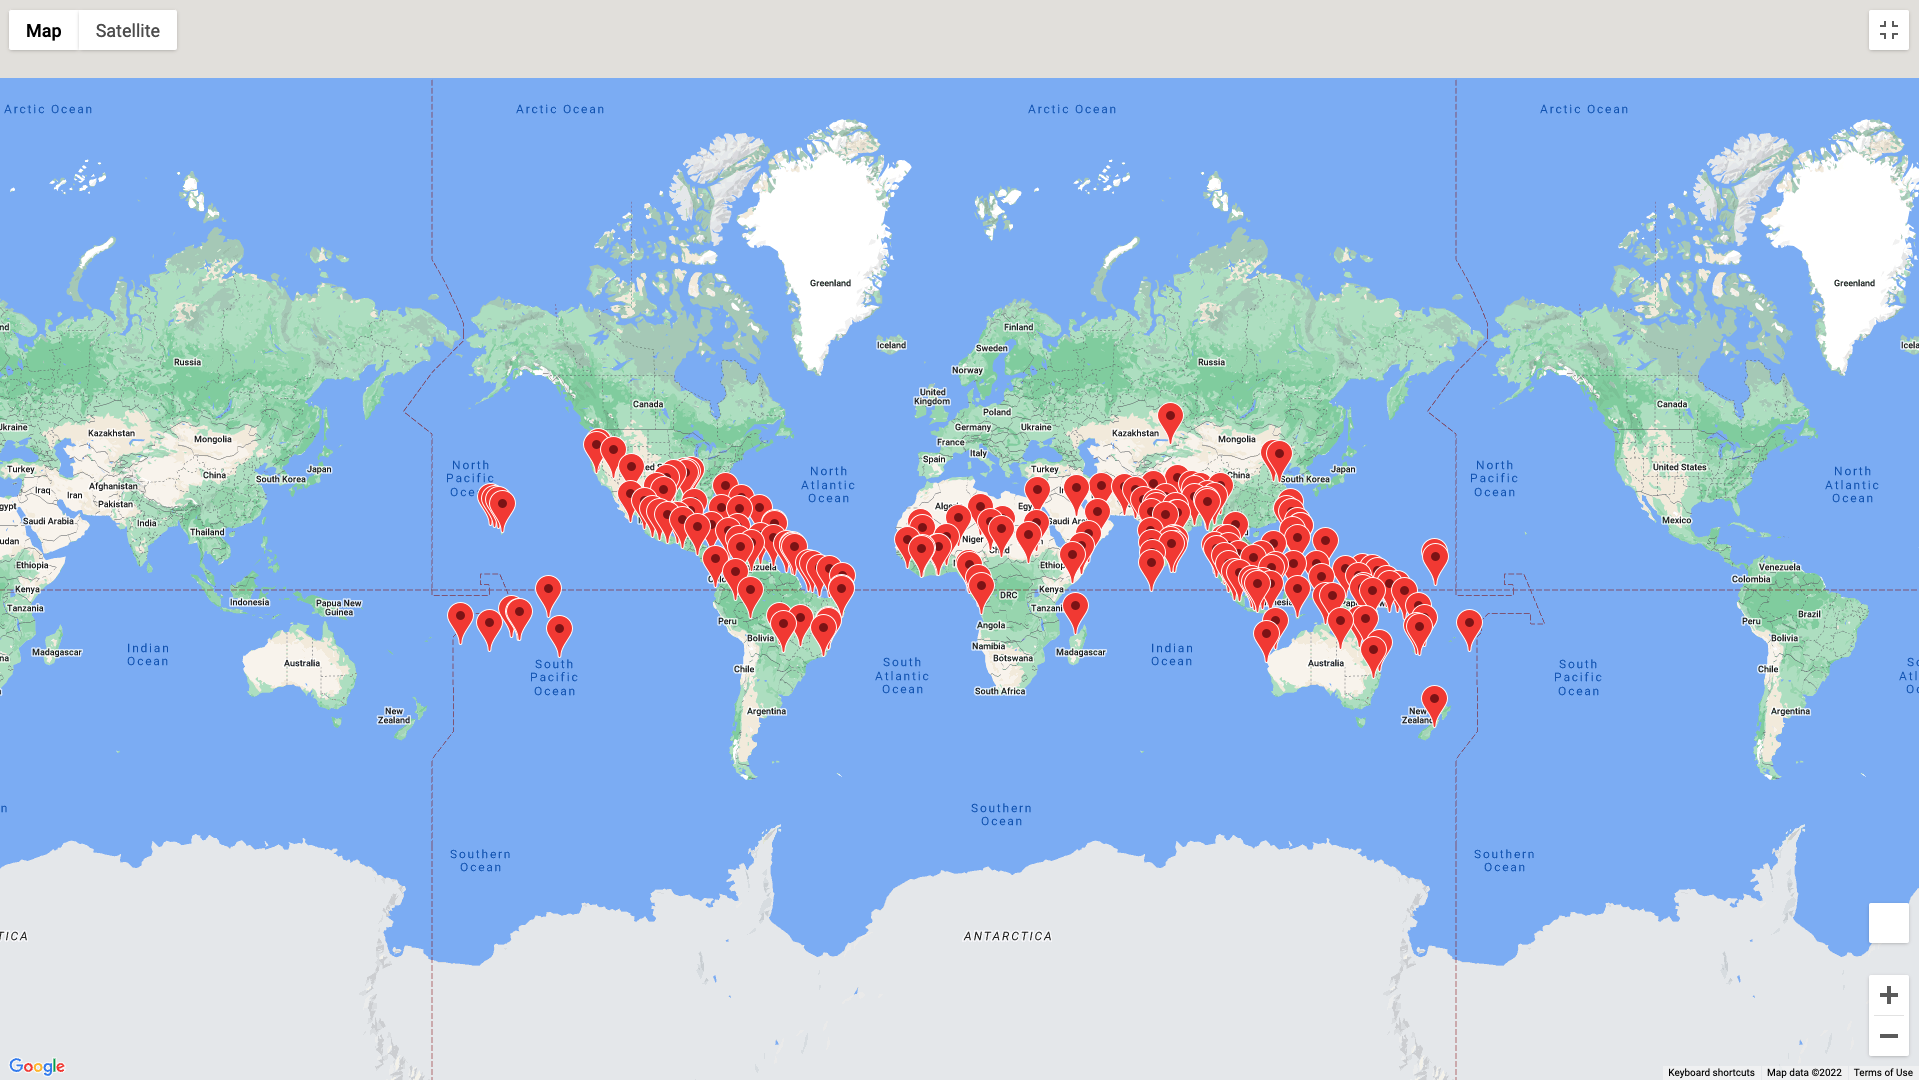 Map Satellite
Arctic Ocean Arctic Ocean Arctic Ocean Arctic Ocean
Greenland Greenland
Iceland
Finland
Sweden
Russia Norway Russia
United
Kingdom
Canada Poland Canada
Germany Ukraine
France
Kazakhstan Kazakhstan
Mongolia Mongolia
Italy
Spain
Turkey Turkey
China China
Japan Japan
South Korea South Korea
United States
North
Pacific
North
Atlantic
Ocean
North
Pacific
Ocean
North
Atlantic
Ocean
Afghanistan
Iraq
Iran
Pakistan
Saudi Arabia
India
Thailand
Mexico
Niger
Ethiopia
Kenya
Tanzania
Indonesia
Papua New
Guinea
DRC
Kenya
Angola
Namibia
Botswana
Madagascar Madagascar
South Africa
Venezuela
Colombia
Peru Brazil
Bolivia
Chile
Argentina
Peru
Bolivia
Chile
Argentina
Indian
Ocean
Australia
New
Zealand
South
Pacific
Ocean
South
Atlantic
Ocean
Indian
Ocean
Australia
New
Zealand
South
Pacific
Ocean
Southern
Ocean
Southern
Ocean
Southern
Ocean
ANTARCTICA
Google
Keyboard shortcuts Map data ©2022 Terms of Use